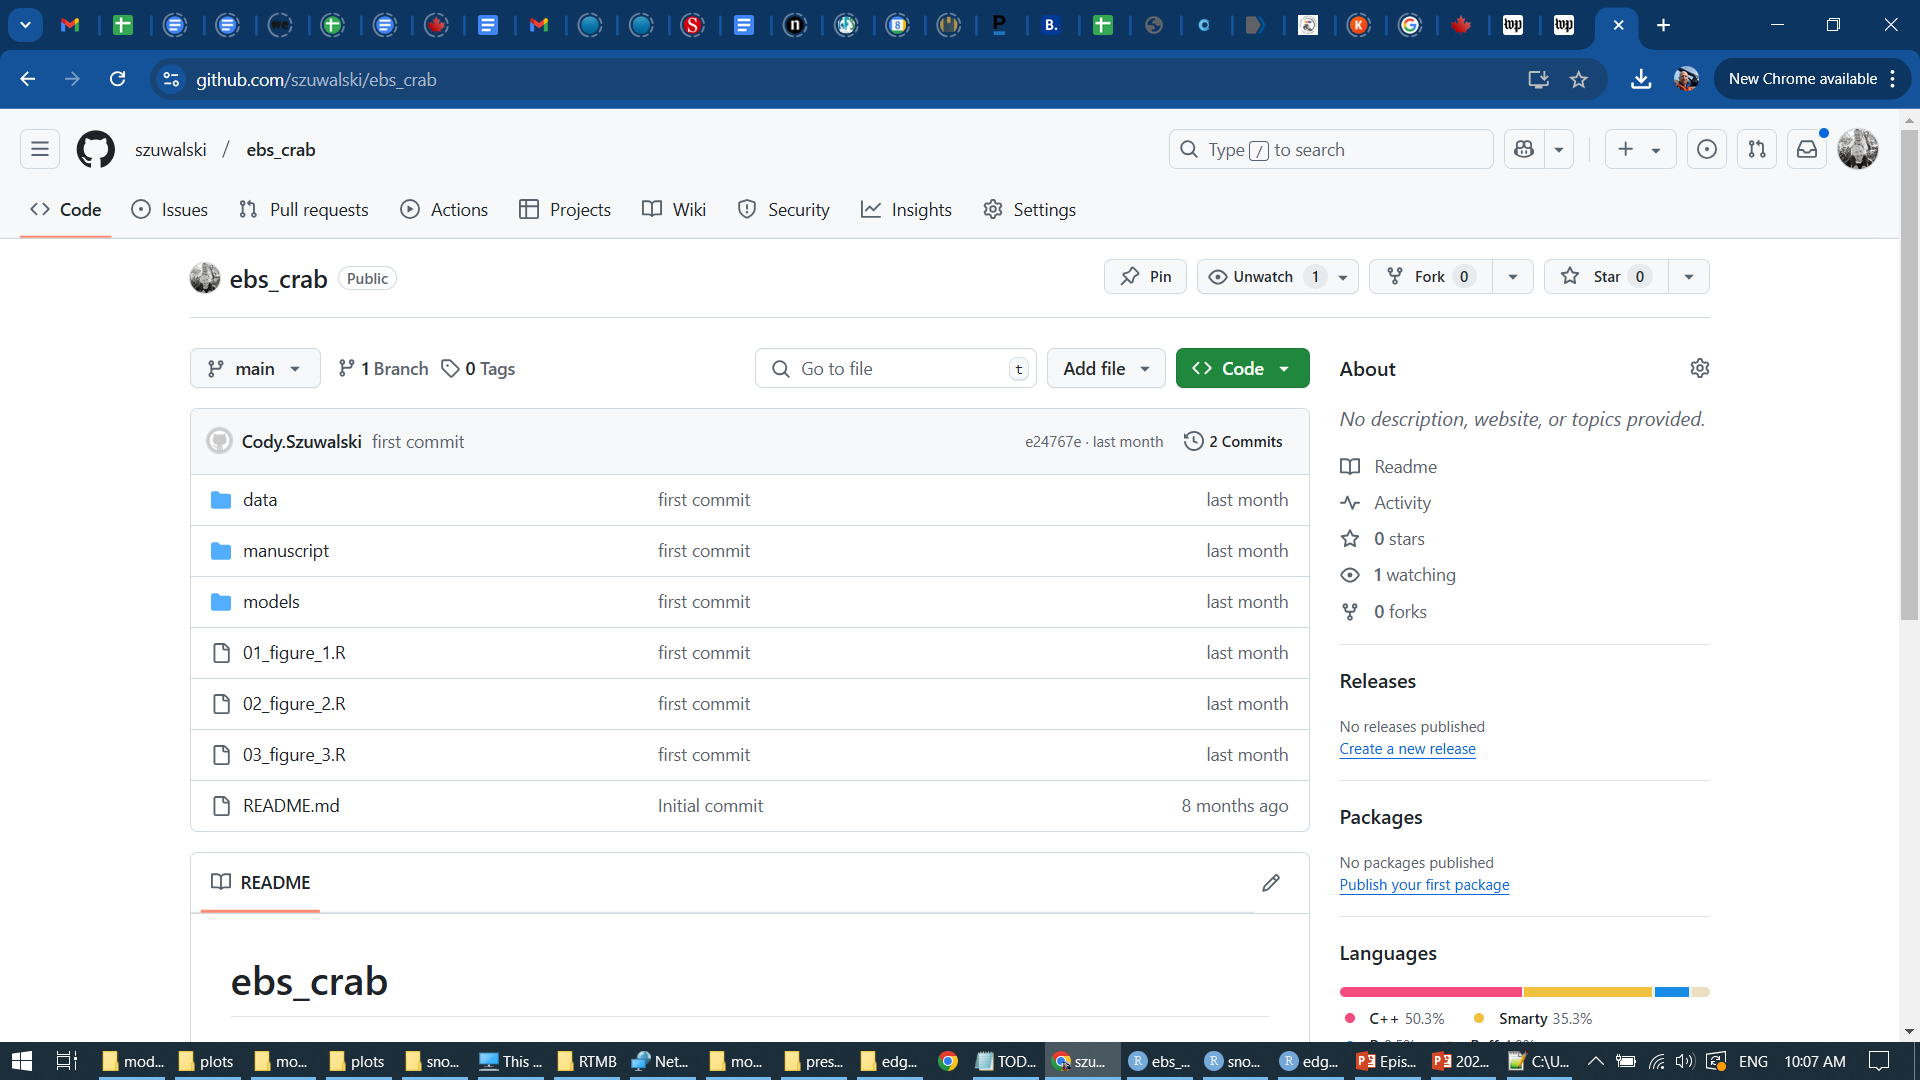 github.com/szuwalski/ebs_crab
New Chrome available
szuwalski / ebs_crab
Type / to search
Code Issues Pull requests Actions Projects Wiki Security Insights Settings
ebs_crab Public
Pin Unwatch 1 Fork 0 Star 0
main 1 Branch 0 Tags
Go to file t Add file Code
Cody.Szuwalski first commit e24767e · last month 2 Commits
data first commit last month
manuscript first commit last month
models first commit last month
01_figure_1.R first commit last month
02_figure_2.R first commit last month
03_figure_3.R first commit last month
README.md Initial commit 8 months ago
README
ebs_crab
About
No description, website, or topics provided.
Readme
Activity
0 stars
1 watching
0 forks
Releases
No releases published
Create a new release
Packages
No packages published
Publish your first package
Languages
C++ 50.3% Smarty 35.3%
mod... plots mo... plots sno... This ... RTMB Net... mo... pres... edg... TOD... szu... ebs_... sno... edg... Epis... 202... C:\U... ENG 10:07 AM